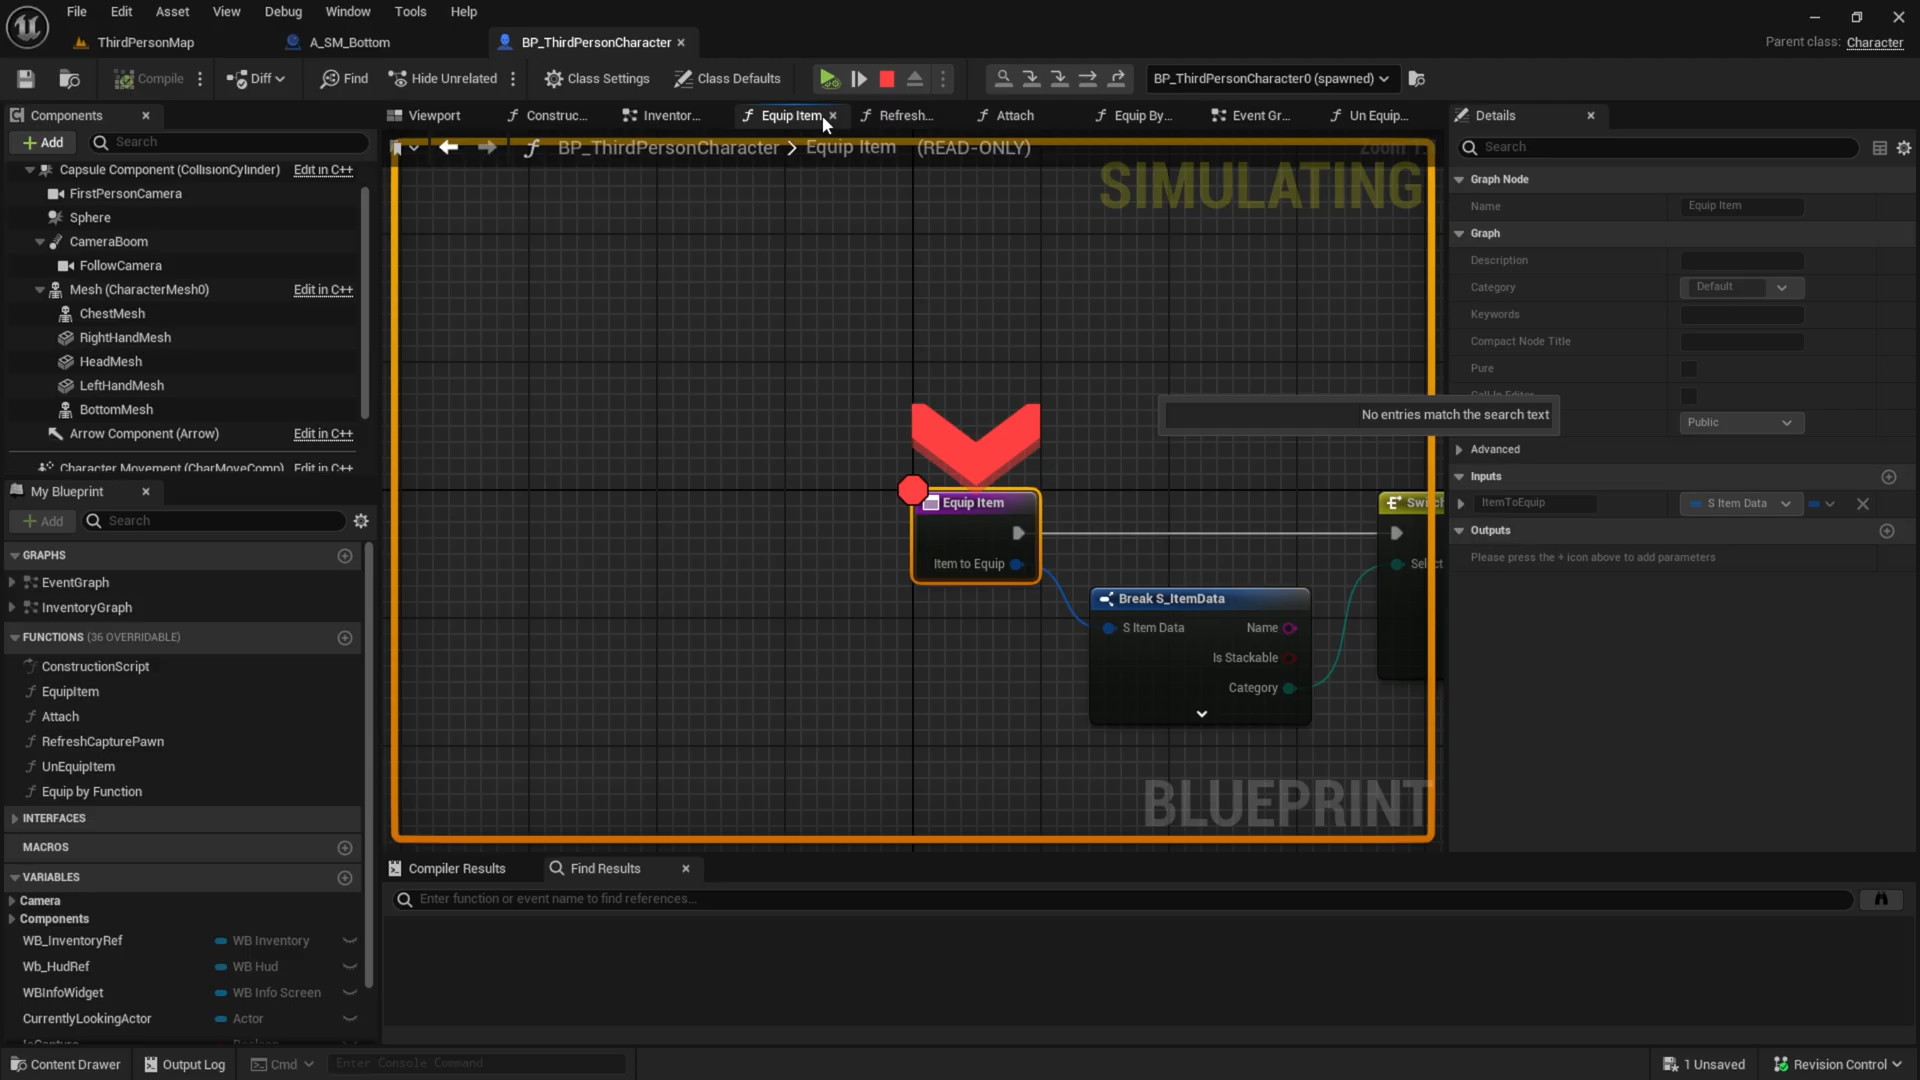 File Edit Asset View Debug Window Tools Help
ThirdPersonMap A_SM_Bottom BP_ThirdPersonCharacter
Parent class: Character
Compile Diff Find Hide Unrelated Class Settings Class Defaults BP_ThirdPersonCharacter0 (spawned)
Components
Add Search
Capsule Component (CollisionCylinder) Edit in C++
FirstPersonCamera
Sphere
CameraBoom
FollowCamera
Mesh (CharacterMesh0) Edit in C++
ChestMesh
RightHandMesh
HeadMesh
LeftHandMesh
BottomMesh
Arrow Component (Arrow) Edit in C++
Character Movement (CharMoveComp) Edit in C++
My Blueprint
Add Search
GRAPHS
EventGraph
InventoryGraph
FUNCTIONS (36 OVERRIDABLE)
ConstructionScript
EquipItem
Attach
RefreshCapturePawn
UnEquipItem
Equip by Function
INTERFACES
MACROS
VARIABLES
Camera
Components
WB_InventoryRef WB Inventory
Wb_HudRef WB Hud
WBInfoWidget WB Info Screen
CurrentlyLookingActor Actor
Viewport Construc... Inventor... Equip Item Refresh... Attach Equip By... Event Gr... Un Equip...
BP_ThirdPersonCharacter > Equip Item (READ-ONLY)
SIMULATING
Equip Item
Item to Equip
Break S_ItemData
S Item Data Name
Is Stackable
Category
Switch
Select
BLUEPRINT
No entries match the search text
Details
Search
Graph Node
Name Equip Item
Graph
Description
Category Default
Keywords
Compact Node Title
Pure
Public
Advanced
Inputs
ItemToEquip S Item Data
Outputs
Please press the + icon above to add parameters
Compiler Results Find Results
Enter function or event name to find references...
Content Drawer Output Log Cmd Enter Console Command
1 Unsaved Revision Control